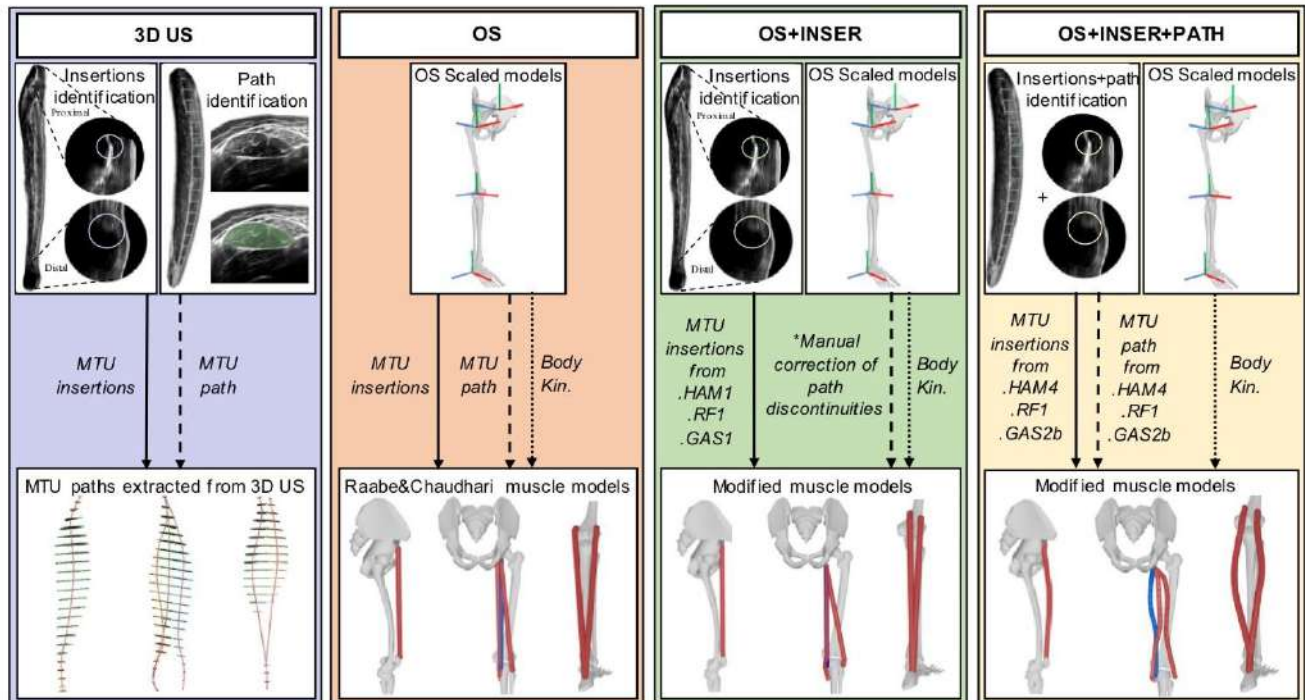 3D US
Insertions
identification
Proximal
Distal
Path
identification
MTU
insertions
MTU
path
MTU paths extracted from 3D US
OS
OS Scaled models
MTU
insertions
MTU
path
Body
Kin.
Raabe&Chaudhari muscle models
OS+INSER
Insertions
identification
Proximal
Distal
OS Scaled models
MTU
insertions
from
.HAM1
.RF1
.GAS1
*Manual
correction of
path
discontinuities
Body
Kin.
Modified muscle models
OS+INSER+PATH
Insertions+path
identification
+
OS Scaled models
MTU
insertions
from
.HAM4
.RF1
.GAS2b
MTU
path
from
.HAM4
.RF1
.GAS2b
Body
Kin.
Modified muscle models